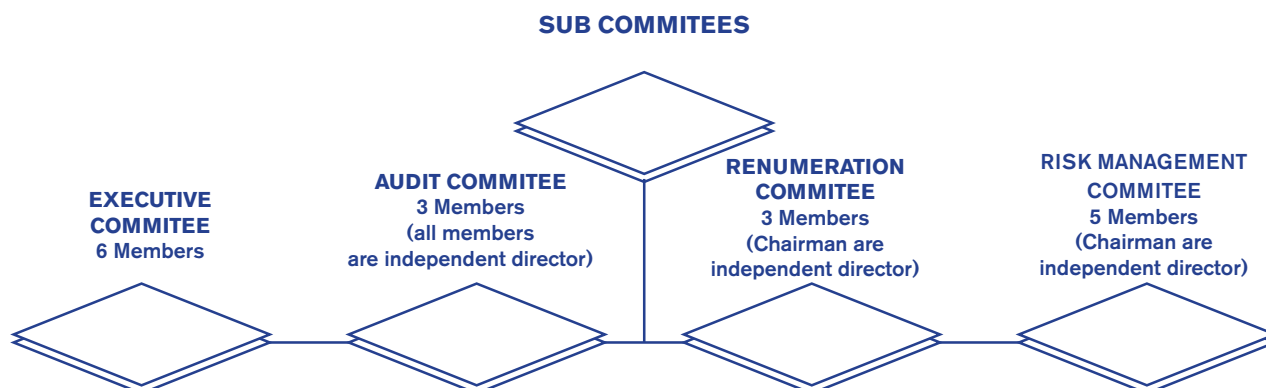 SUB COMMITEES
EXECUTIVE
COMMITEE
6 Members
AUDIT COMMITEE
3 Members
(all members
are independent director)
RENUMERATION
COMMITEE
3 Members
(Chairman are
independent director)
RISK MANAGEMENT
COMMITEE
5 Members
(Chairman are
independent director)